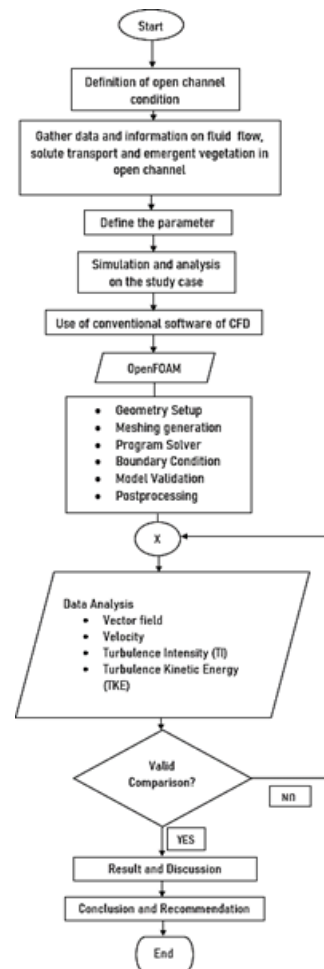 Start
Definition of open channel
condition
Gather data and information on fluid flow,
solute transport and emergent vegetation in
open channel
Define the parameter
Simulation and analysis
on the study case
Use of conventional software of CFD
OpenFOAM
• Geometry Setup
• Meshing generation
• Program Solver
• Boundary Condition
• Model Validation
• Postprocessing
X
Data Analysis
• Vector field
• Velocity
• Turbulence Intensity (TI)
• Turbulence Kinetic Energy
(TKE)
Valid
Comparison?
NO
YES
Result and Discussion
Conclusion and Recommendation
End